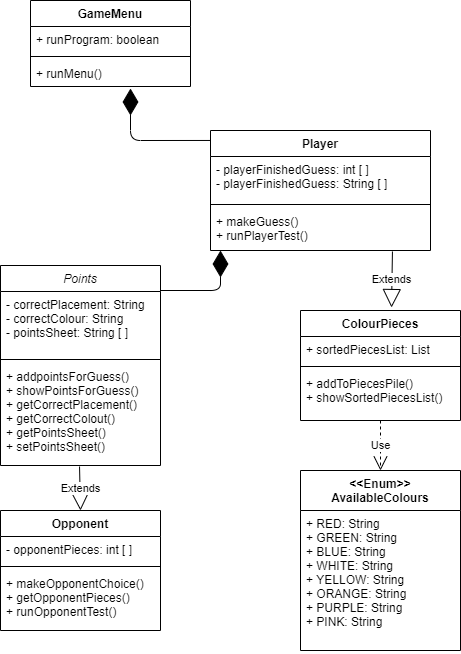 GameMenu
+ runProgram: boolean
+ runMenu()
Player
- playerFinishedGuess: int [ ]
- playerFinishedGuess: String [ ]
+ makeGuess()
+ runPlayerTest()
Extends
Points
- correctPlacement: String
- correctColour: String
- pointsSheet: String [ ]
+ addpointsForGuess()
+ showPointsForGuess()
+ getCorrectPlacement()
+ getCorrectColout()
+ getPointsSheet()
+ setPointsSheet()
Extends
Opponent
- opponentPieces: int [ ]
+ makeOpponentChoice()
+ getOpponentPieces()
+ runOpponentTest()
ColourPieces
+ sortedPiecesList: List
+ addToPiecesPile()
+ showSortedPiecesList()
Use
<<Enum>>
AvailableColours
+ RED: String
+ GREEN: String
+ BLUE: String
+ WHITE: String
+ YELLOW: String
+ ORANGE: String
+ PURPLE: String
+ PINK: String